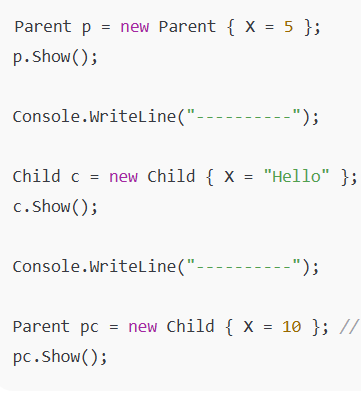 Parent p = new Parent { X = 5 };
p.Show();
Console.WriteLine("----------");
Child c = new Child { X = "Hello" };
c.Show();
Console.WriteLine("----------");
Parent pc = new Child { X = 10 }; //
pc.Show();